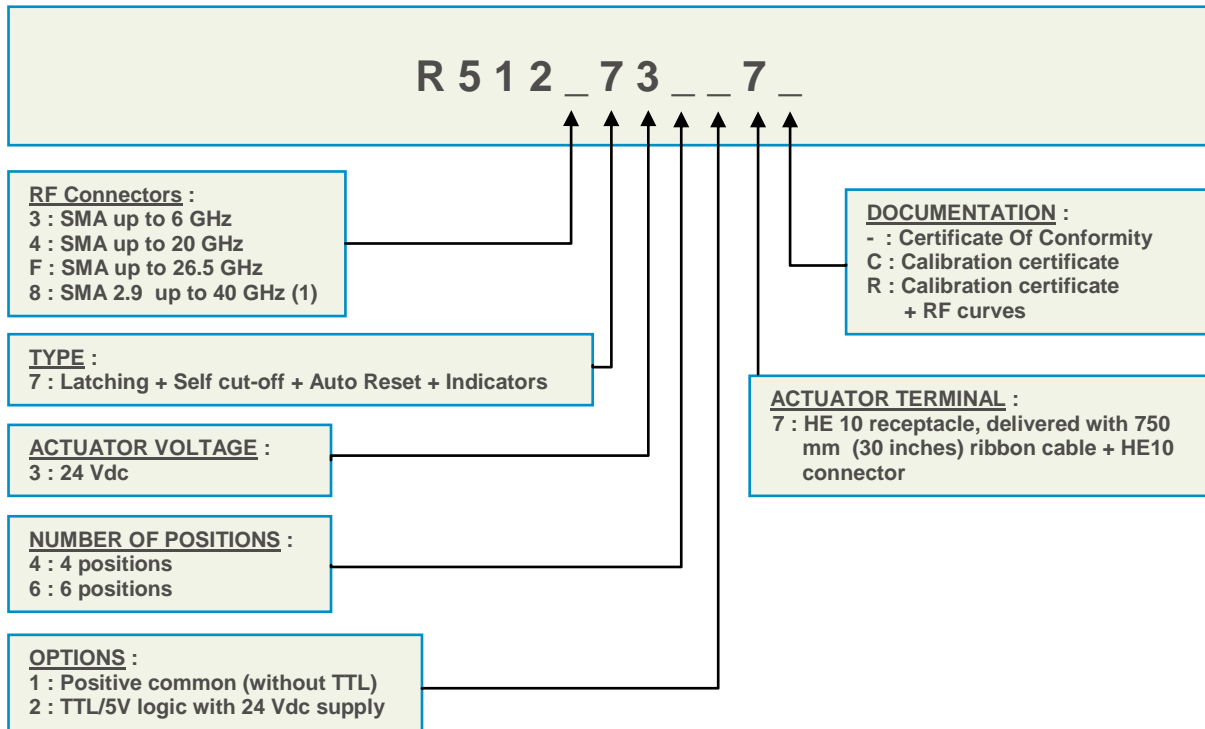 R 5 1 2 _ 7 3 _ _ 7 _
RF Connectors :
3 : SMA up to 6 GHz
4 : SMA up to 20 GHz
F : SMA up to 26.5 GHz
8 : SMA 2.9 up to 40 GHz (1)
TYPE :
7 : Latching + Self cut-off + Auto Reset + Indicators
ACTUATOR VOLTAGE :
3 : 24 Vdc
NUMBER OF POSITIONS :
4 : 4 positions
6 : 6 positions
OPTIONS :
1 : Positive common (without TTL)
2 : TTL/5V logic with 24 Vdc supply
DOCUMENTATION :
- : Certificate Of Conformity
C : Calibration certificate
R : Calibration certificate
+ RF curves
ACTUATOR TERMINAL :
7 : HE 10 receptacle, delivered with 750
mm (30 inches) ribbon cable + HE10
connector